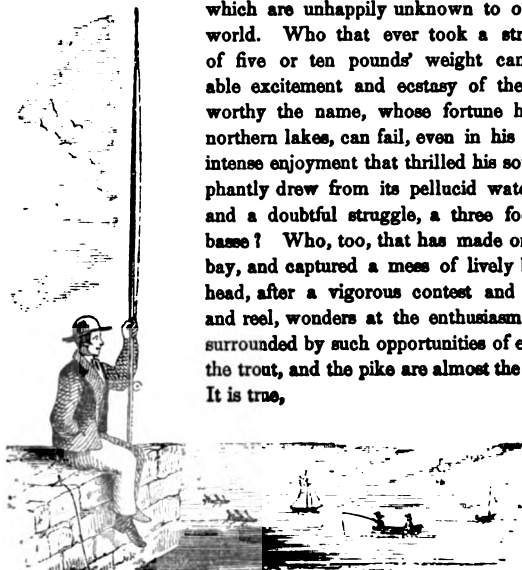 which are unhappily unknown to o
world. Who that ever took a str
of five or ten pounds' weight can
able excitement and ecstasy of the
worthy the name, whose fortune h
northern lakes, can fail, even in his
intense enjoyment that thrilled his so
phantly drew from its pellucid wate
and a doubtful struggle, a three fo
basse? Who, too, that has made o
bay, and captured a mess of lively
head, after a vigorous contest and
and reel, wonders at the enthusiasm
surrounded by such opportunities of e
the trout, and the pike are almost the
It is true,